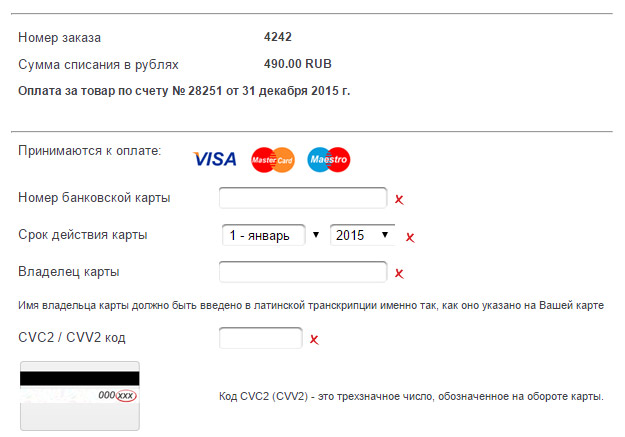 Номер заказа 4242
Сумма списания в рублях 490.00 RUB
Оплата за товар по счету № 28251 от 31 декабря 2015 г.
Принимаются к оплате: VISA MasterCard Maestro
Номер банковской карты
Срок действия карты 1 - январь 2015
Владелец карты
Имя владельца карты должно быть введено в латинской транскрипции именно так, как оно указано на Вашей карте
CVC2 / CVV2 код
000xxx
Код CVC2 (CVV2) - это трехзначное число, обозначенное на обороте карты.